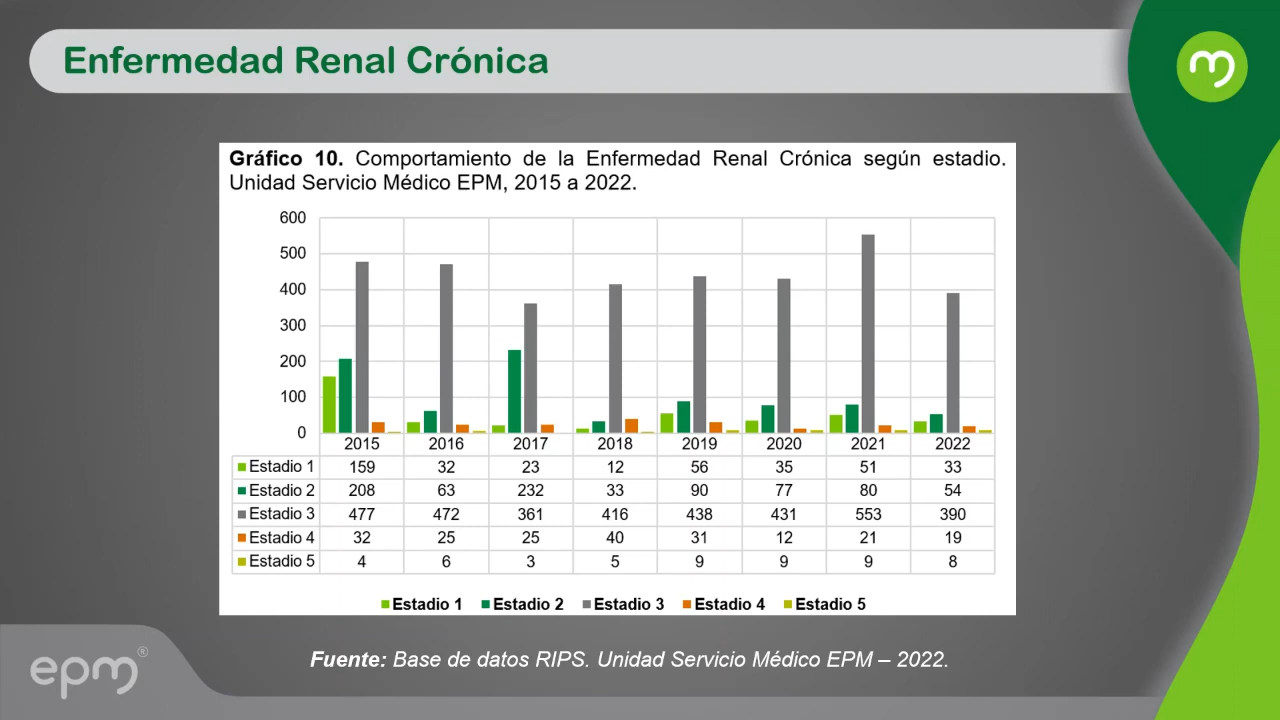 Enfermedad Renal Crónica
Gráfico 10. Comportamiento de la Enfermedad Renal Crónica según estadio.
Unidad Servicio Médico EPM, 2015 a 2022.
600
500
400
300
200
100
0
2015 2016 2017 2018 2019 2020 2021 2022
Estadio 1 159 32 23 12 56 35 51 33
Estadio 2 208 63 232 33 90 77 80 54
Estadio 3 477 472 361 416 438 431 553 390
Estadio 4 32 25 25 40 31 12 21 19
Estadio 5 4 6 3 5 9 9 9 8
Estadio 1 Estadio 2 Estadio 3 Estadio 4 Estadio 5
Fuente: Base de datos RIPS. Unidad Servicio Médico EPM – 2022.
epm®